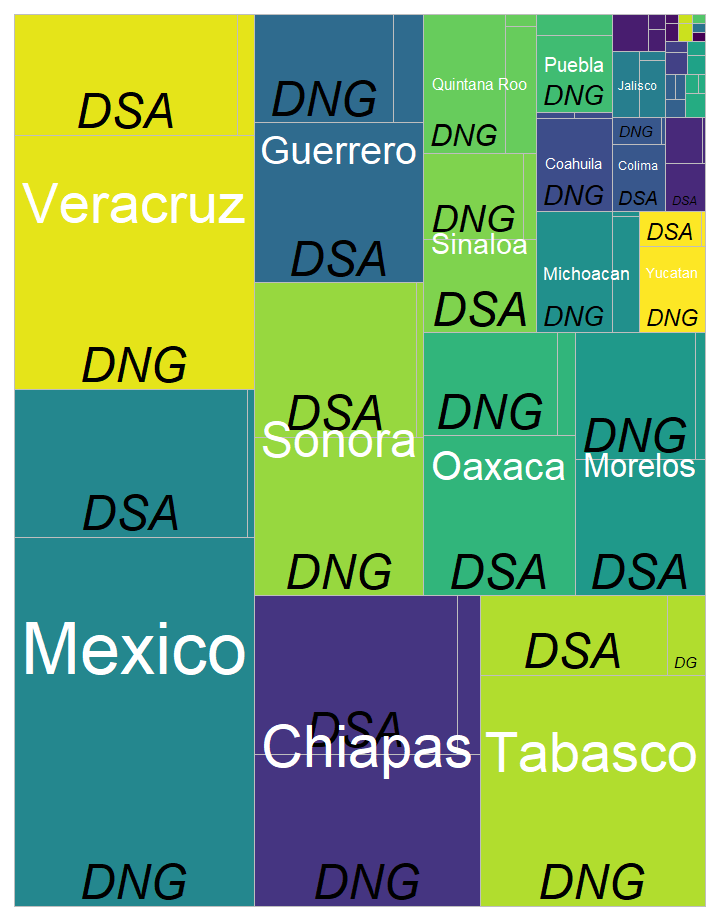 DSA
Veracruz
DNG
DSA
Mexico
DNG
DNG
Guerrero
DSA
DSA
Sonora
DNG
DSA
Chiapas
DNG
Quintana Roo
DNG
DNG
Sinaloa
DSA
DNG
Oaxaca
DSA
DSA
DG
Tabasco
DNG
Puebla
DNG
Coahuila
DNG
Michoacan
DNG
DNG
Morelos
DSA
Jalisco
DNG
Colima
DSA
DSA
DSA
Yucatan
DNG